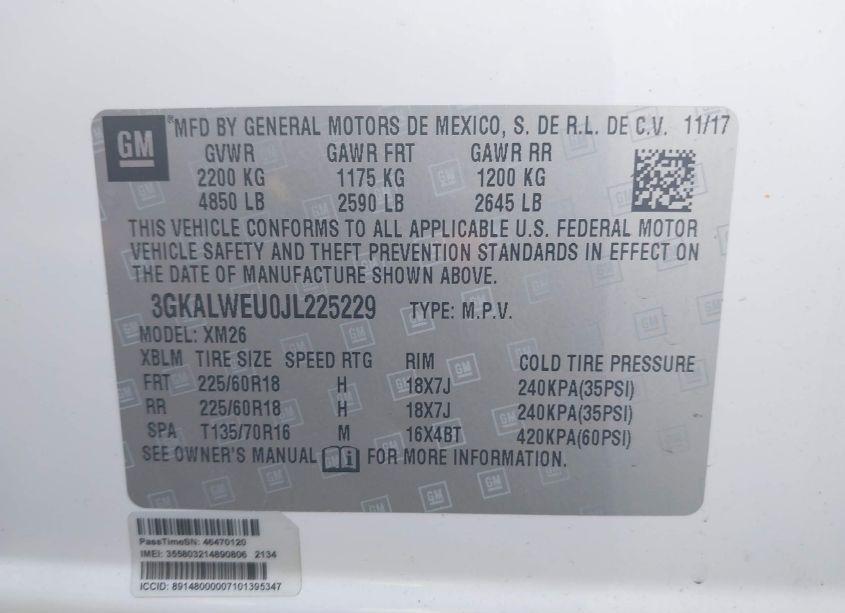 GM
®MFD BY GENERAL MOTORS DE MEXICO, S. DE R.L. DE C.V. 11/17
GVWR GAWR FRT GAWR RR
2200 KG 1175 KG 1200 KG
4850 LB 2590 LB 2645 LB
THIS VEHICLE CONFORMS TO ALL APPLICABLE U.S. FEDERAL MOTOR
VEHICLE SAFETY AND THEFT PREVENTION STANDARDS IN EFFECT ON
THE DATE OF MANUFACTURE SHOWN ABOVE.
3GKALWEU0JL225229 TYPE: M.P.V.
MODEL: XM26
XBLM TIRE SIZE SPEED RTG RIM COLD TIRE PRESSURE
FRT 225/60R18 H 18X7J 240KPA(35PSI)
RR 225/60R18 H 18X7J 240KPA(35PSI)
SPA T135/70R16 M 16X4BT 420KPA(60PSI)
SEE OWNER'S MANUAL FOR MORE INFORMATION.
PassTimeSN: 46470120
IMEI: 355803214890806 2134
ICCID: 89148000007101395347